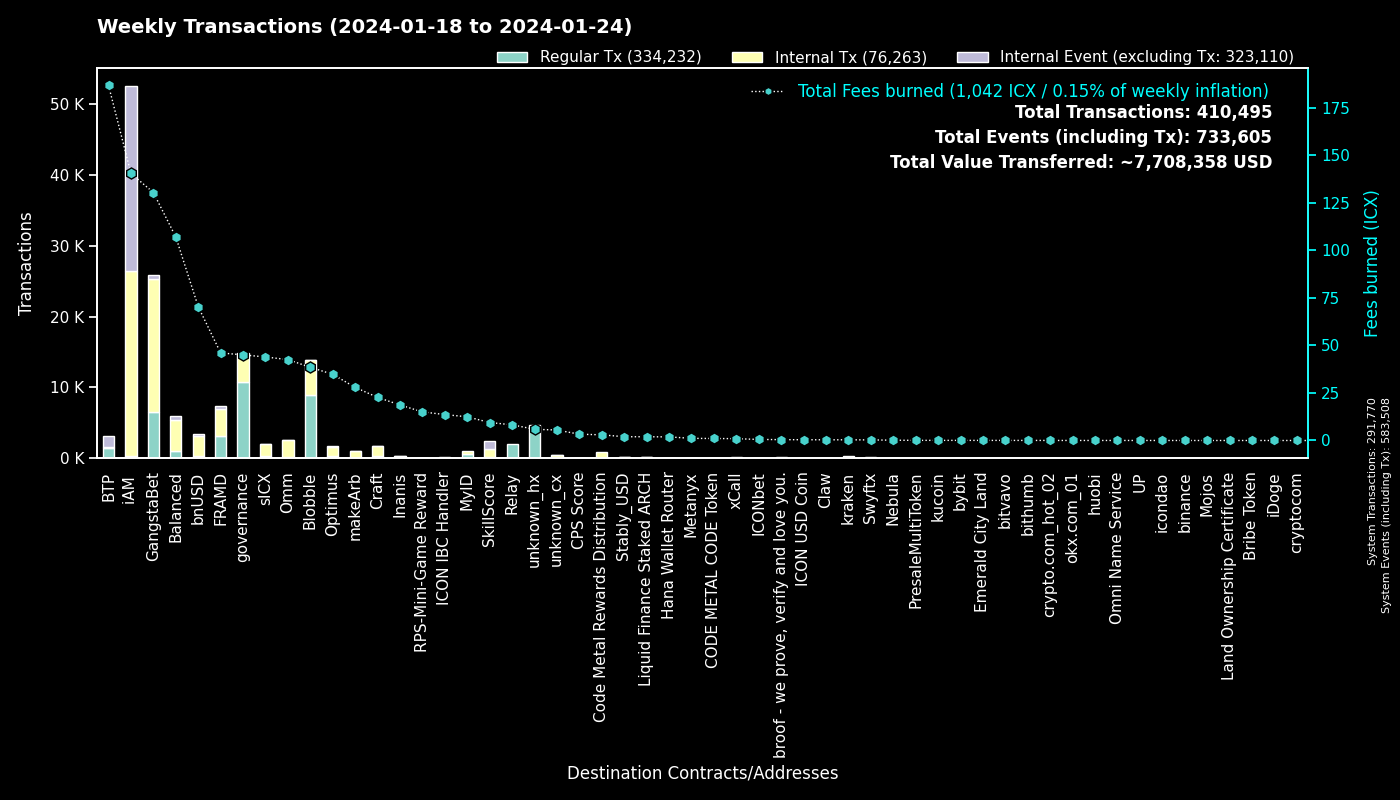 Weekly Transactions (2024-01-18 to 2024-01-24)
Regular Tx (334,232)
Internal Tx (76,263)
Internal Event (excluding Tx: 323,110)
Total Fees burned (1,042 ICX / 0.15% of weekly inflation)
Total Transactions: 410,495
Total Events (including Tx): 733,605
Total Value Transferred: ~7,708,358 USD
Transactions
50 K
40 K
30 K
20 K
10 K
0 K
175
150
125
100
75
50
25
0
Fees burned (ICX)
System Transactions: 291,770
System Events (including Tx): 583,508
BTP
iAM
GangstaBet
Balanced
bnUSD
FRAMD
governance
sICX
Omm
Blobble
Optimus
makeArb
Craft
Inanis
RPS-Mini-Game Reward
ICON IBC Handler
MyID
SkillScore
Relay
unknown_hx
unknown_cx
CPS Score
Code Metal Rewards Distribution
Stably_USD
Liquid Finance Staked ARCH
Hana Wallet Router
Metanyx
CODE METAL CODE Token
xCall
ICONbet
broof - we prove, verify and love you.
ICON USD Coin
Claw
kraken
Swyftx
Nebula
PresaleMultiToken
kucoin
bybit
Emerald City Land
bitvavo
bithumb
crypto.com_hot_02
okx.com_01
huobi
Omni Name Service
UP
icondao
binance
Mojos
Land Ownership Certificate
Bribe Token
iDoge
cryptocom
Destination Contracts/Addresses